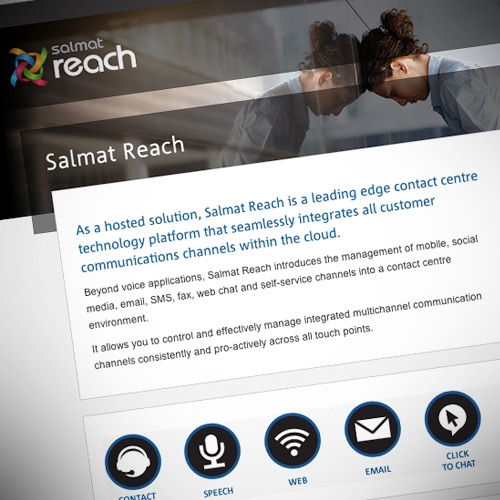 salmat
reach
Salmat Reach
As a hosted solution, Salmat Reach is a leading edge contact centre
technology platform that seamlessly integrates all customer
communications channels within the cloud.
Beyond voice applications, Salmat Reach introduces the management of mobile, social
media, email, SMS, fax, web chat and self-service channels into a contact centre
environment.
It allows you to control and effectively manage integrated multichannel communication
channels consistently and pro-actively across all touch points.
CONTACT
SPEECH
WEB
EMAIL
CLICK
TO CHAT